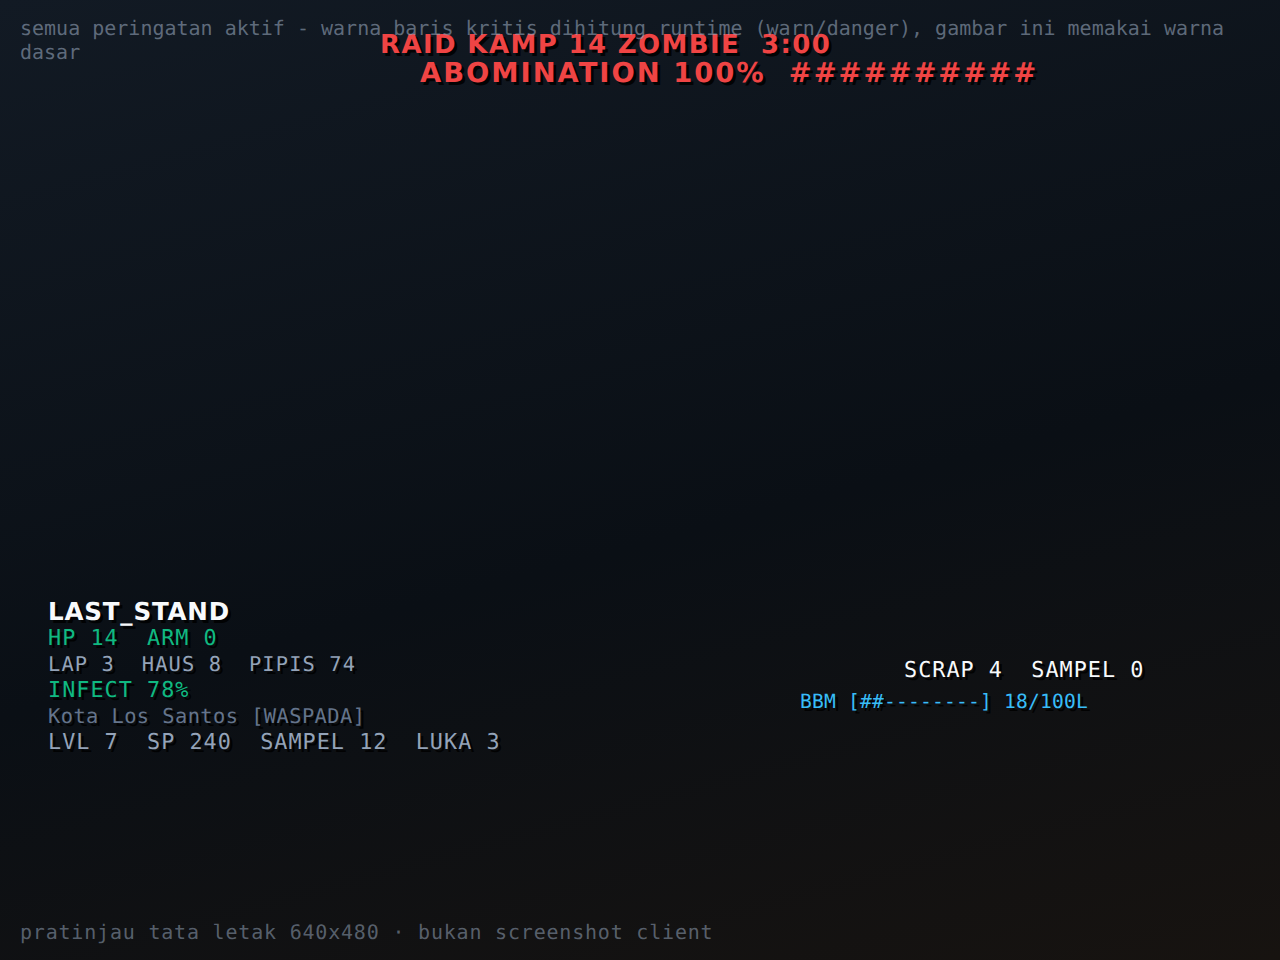 semua peringatan aktif - warna baris kritis dihitung runtime (warn/danger), gambar ini memakai warna
dasar
RAID KAMP 14 ZOMBIE  3:00
ABOMINATION 100%  ##########
LAST_STAND
HP 14  ARM 0
LAP 3  HAUS 8  PIPIS 74
INFECT 78%
Kota Los Santos [WASPADA]
LVL 7  SP 240  SAMPEL 12  LUKA 3
SCRAP 4  SAMPEL 0
BBM [##--------] 18/100L
pratinjau tata letak 640x480 · bukan screenshot client